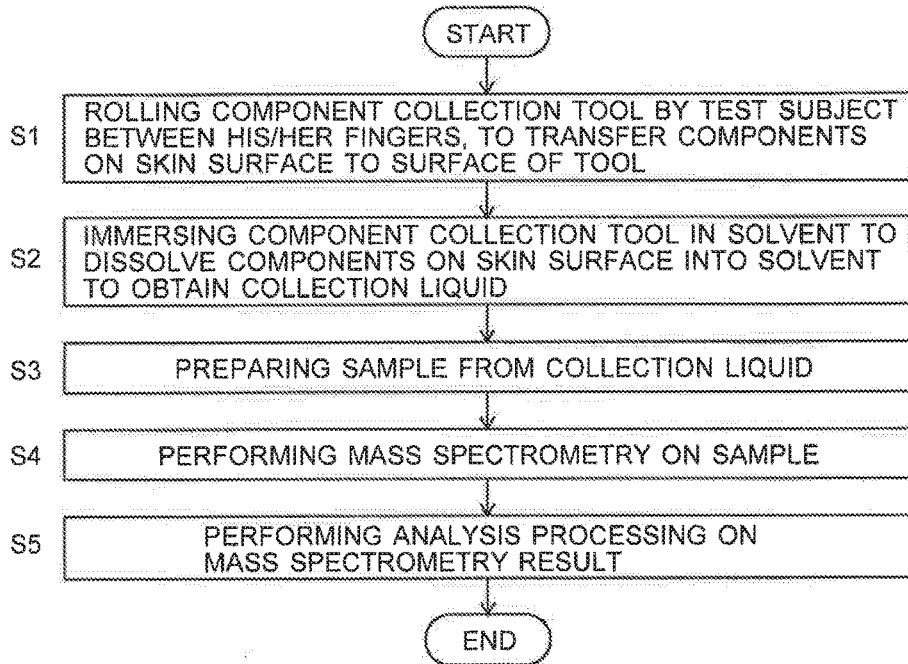 START
S1
ROLLING COMPONENT COLLECTION TOOL BY TEST SUBJECT
BETWEEN HIS/HER FINGERS, TO TRANSFER COMPONENTS
ON SKIN SURFACE TO SURFACE OF TOOL
S2
IMMERSING COMPONENT COLLECTION TOOL IN SOLVENT TO
DISSOLVE COMPONENTS ON SKIN SURFACE INTO SOLVENT
TO OBTAIN COLLECTION LIQUID
S3
PREPARING SAMPLE FROM COLLECTION LIQUID
S4
PERFORMING MASS SPECTROMETRY ON SAMPLE
S5
PERFORMING ANALYSIS PROCESSING ON
MASS SPECTROMETRY RESULT
END